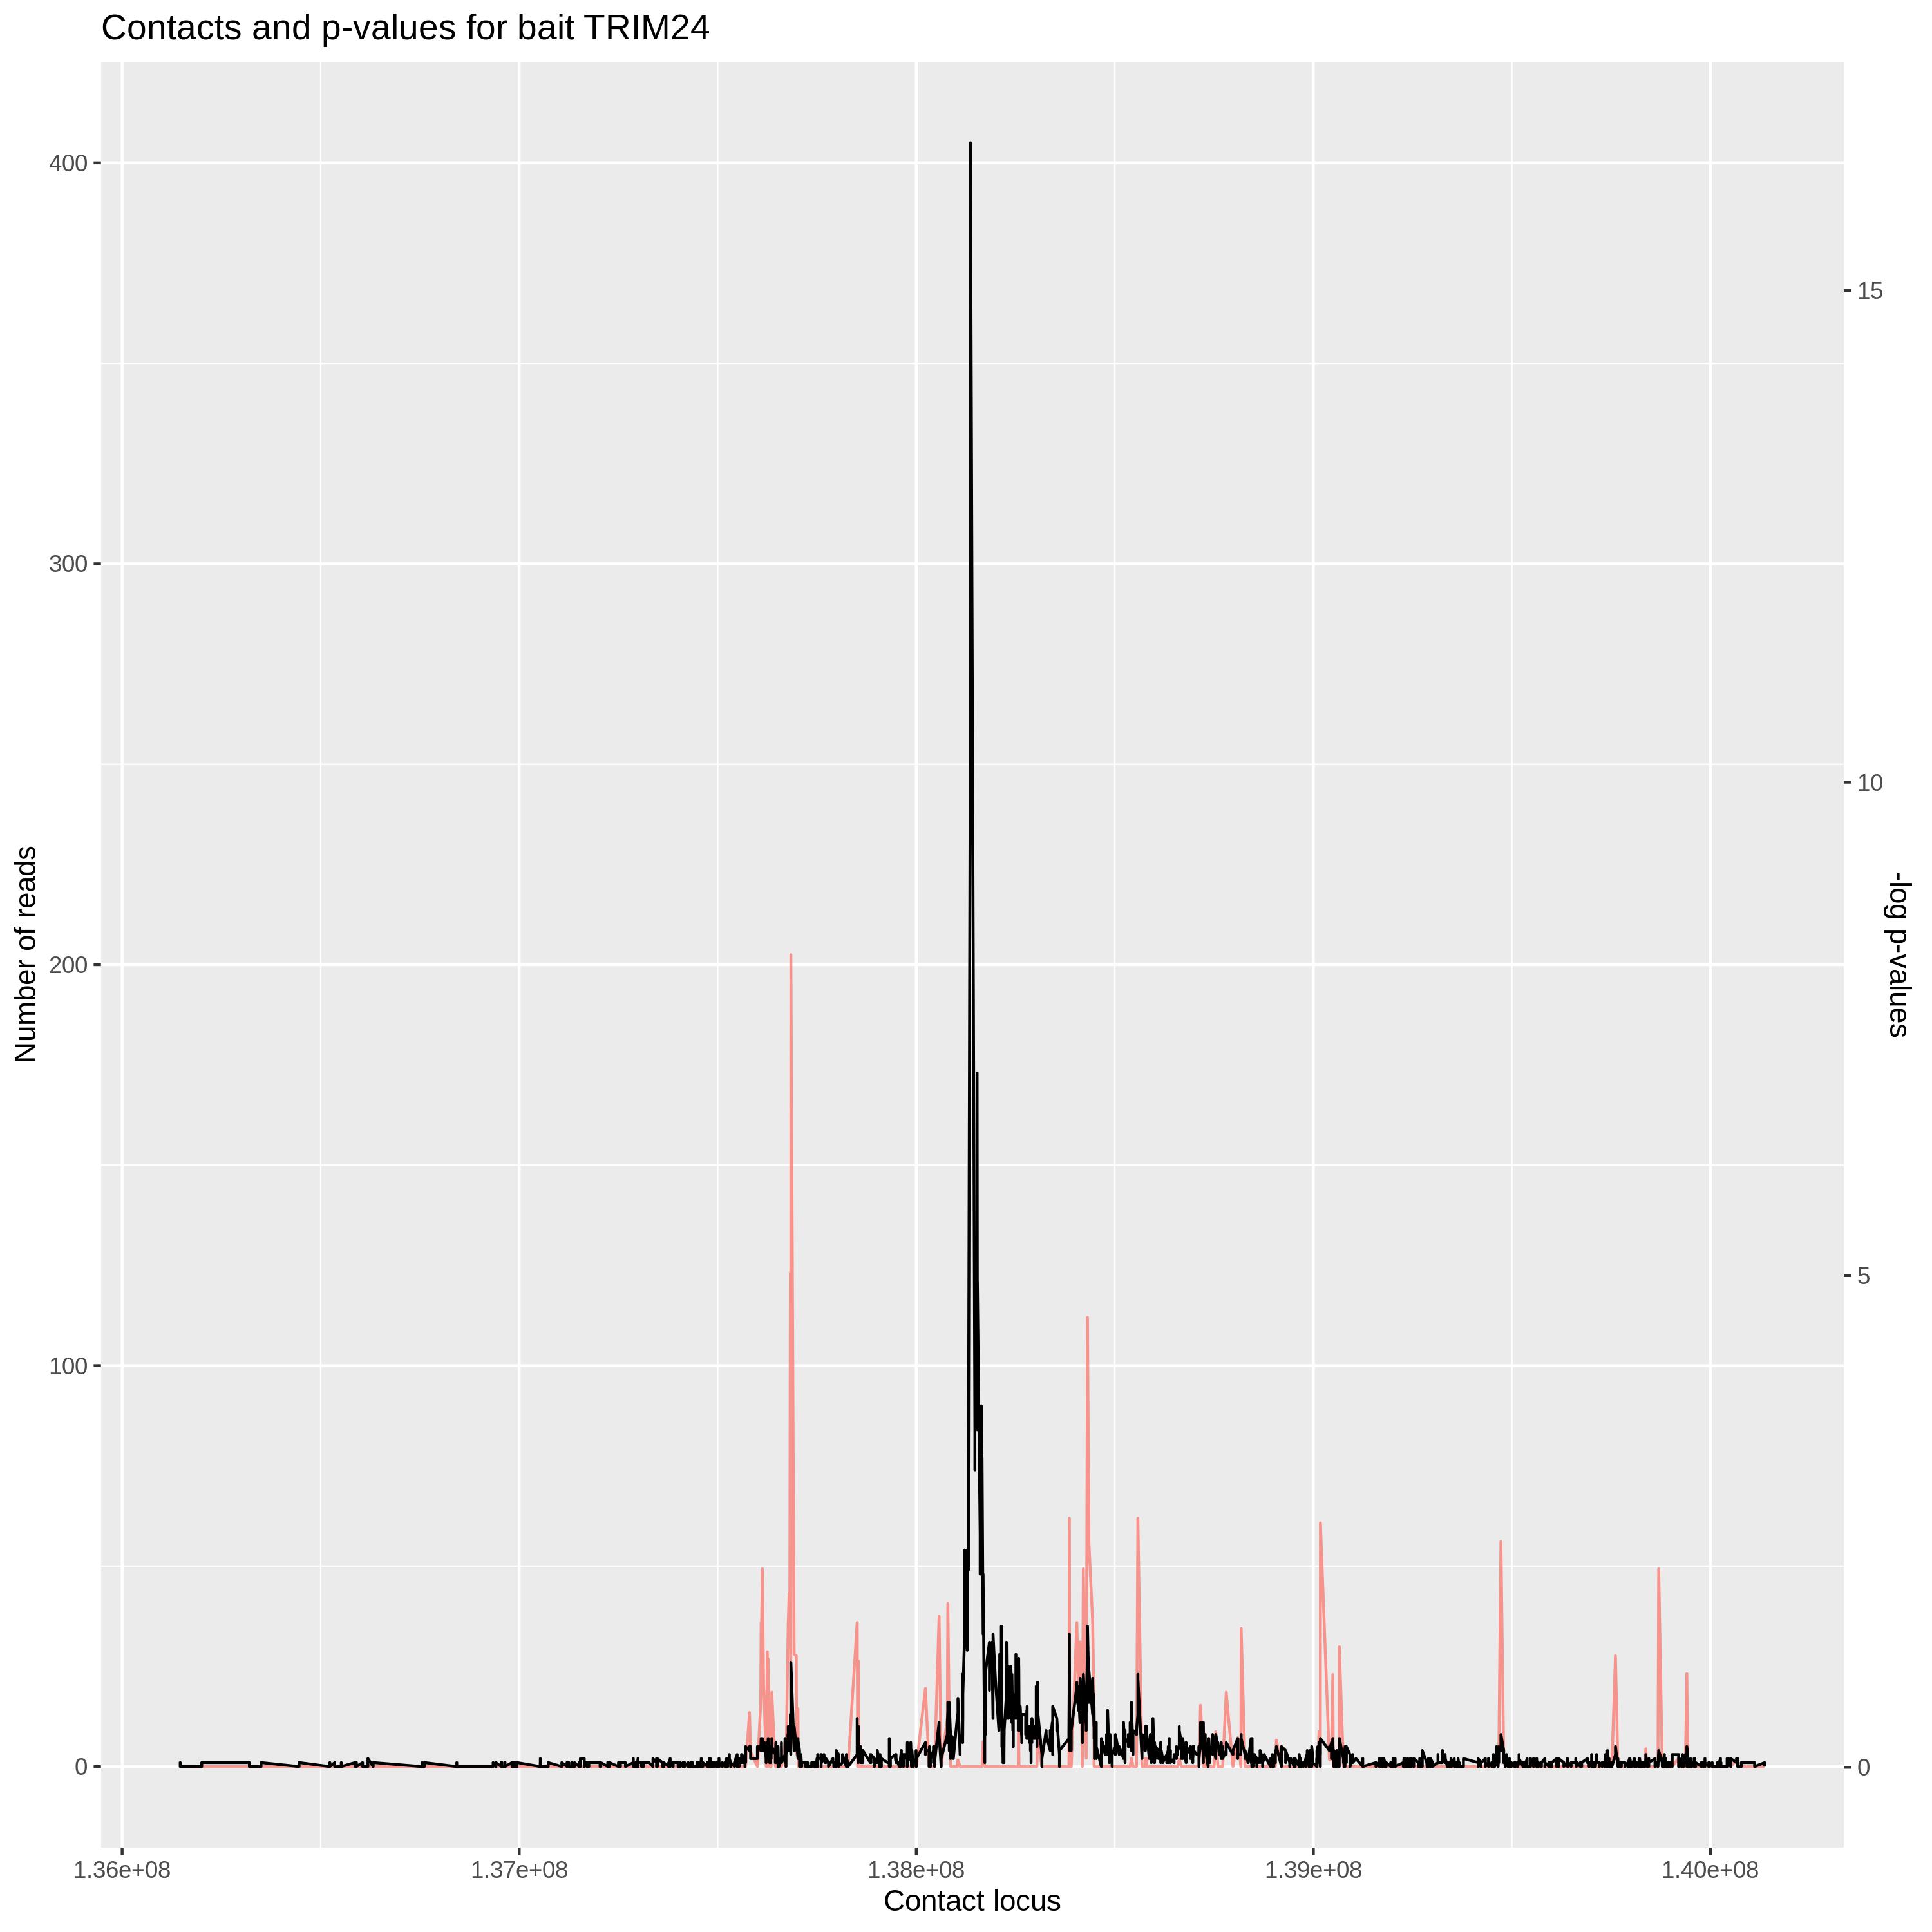 Contacts and p-values for bait TRIM24
400
300
200
100
0
Number of reads
15
10
5
0
-log p-values
1.36e+08
1.37e+08
1.38e+08
1.39e+08
1.40e+08
Contact locus